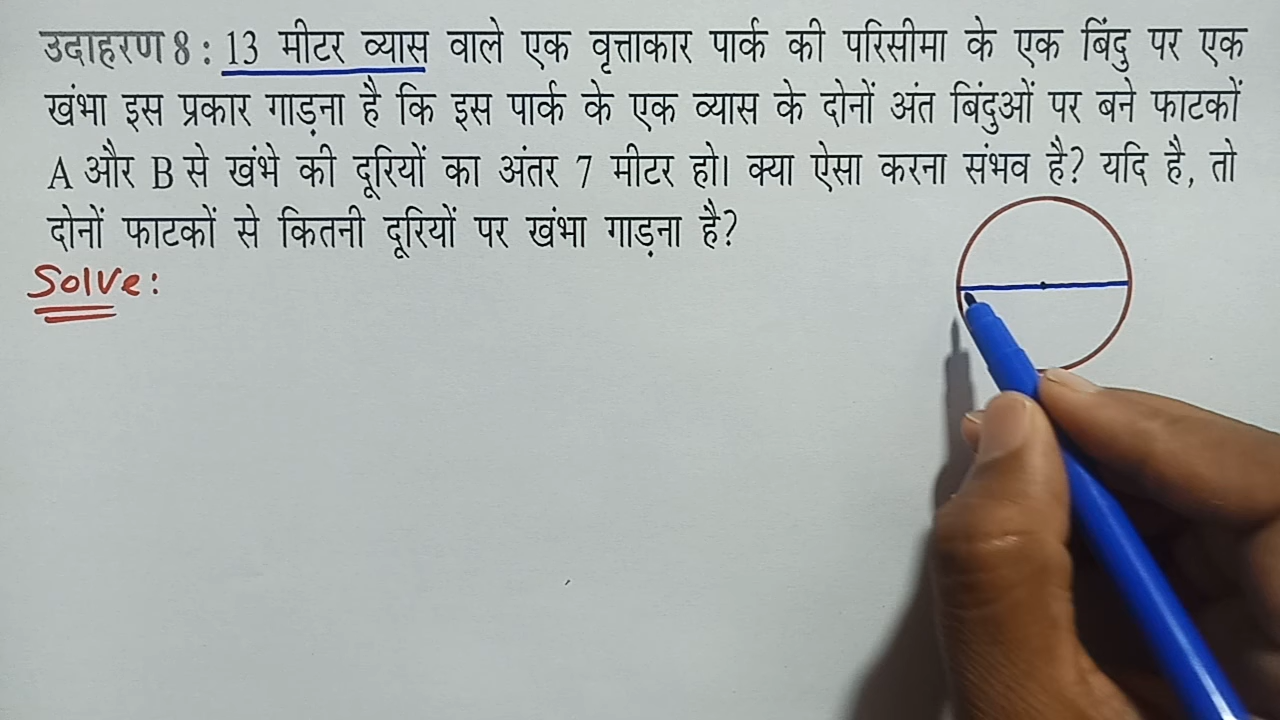 उदाहरण 8 : 13 मीटर व्यास वाले एक वृत्ताकार पार्क की परिसीमा के एक बिंदु पर एक
खंभा इस प्रकार गाड़ना है कि इस पार्क के एक व्यास के दोनों अंत बिंदुओं पर बने फाटकों
A और B से खंभे की दूरियों का अंतर 7 मीटर हो। क्या ऐसा करना संभव है? यदि है, तो
दोनों फाटकों से कितनी दूरियों पर खंभा गाड़ना है?
Solve: